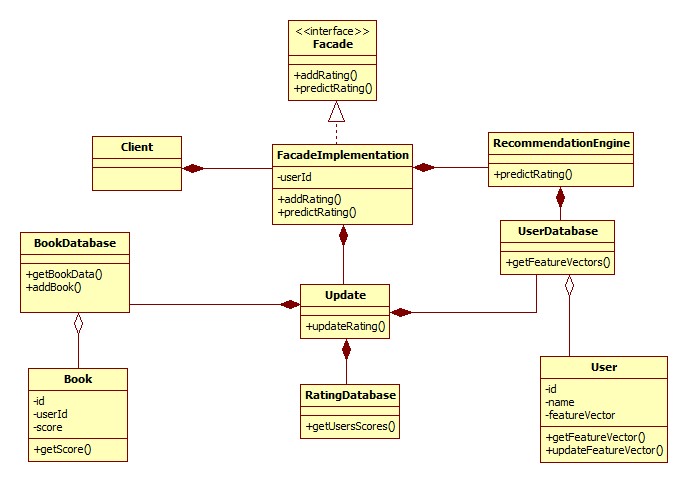 <<interface>>
Facade
+addRating()
+predictRating()
Client
FacadeImplementation
-userId
+addRating()
+predictRating()
RecommendationEngine
+predictRating()
BookDatabase
+getBookData()
+addBook()
UserDatabase
+getFeatureVectors()
Update
+updateRating()
Book
-id
-userId
-score
+getScore()
RatingDatabase
+getUsersScores()
User
-id
-name
-featureVector
+getFeatureVector()
+updateFeatureVector()